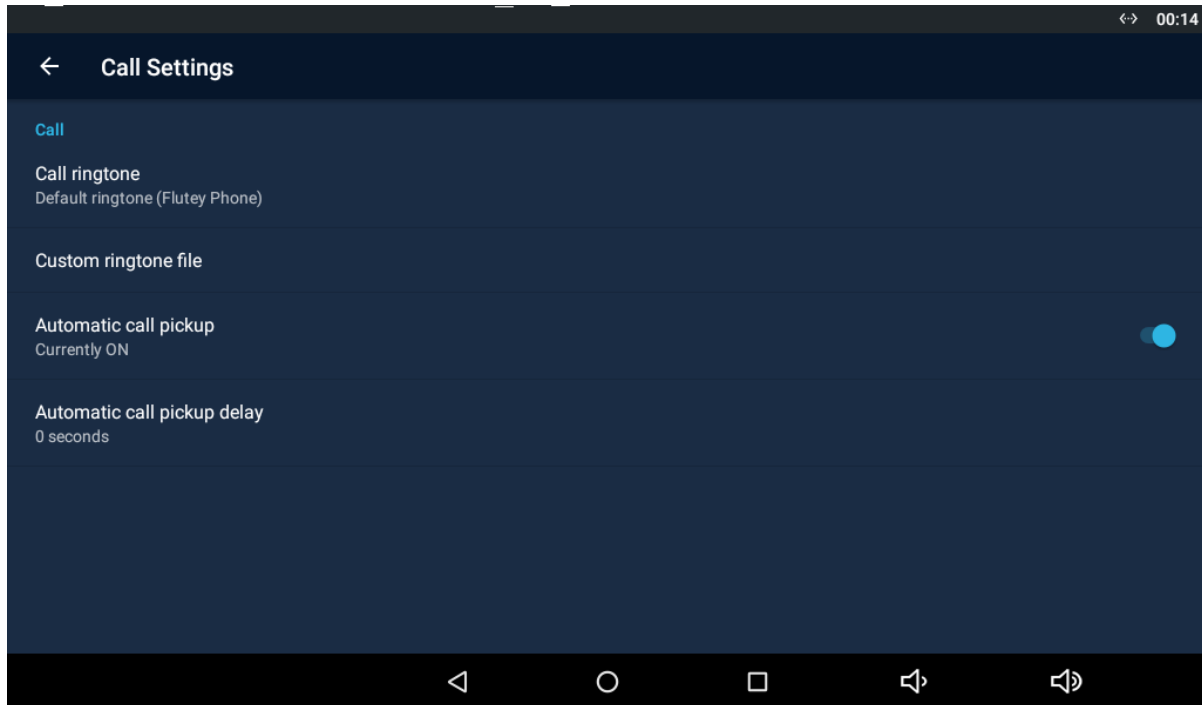 00:14
Call Settings
Call
Call ringtone
Default ringtone (Flutey Phone)
Custom ringtone file
Automatic call pickup
Currently ON
Automatic call pickup delay
0 seconds